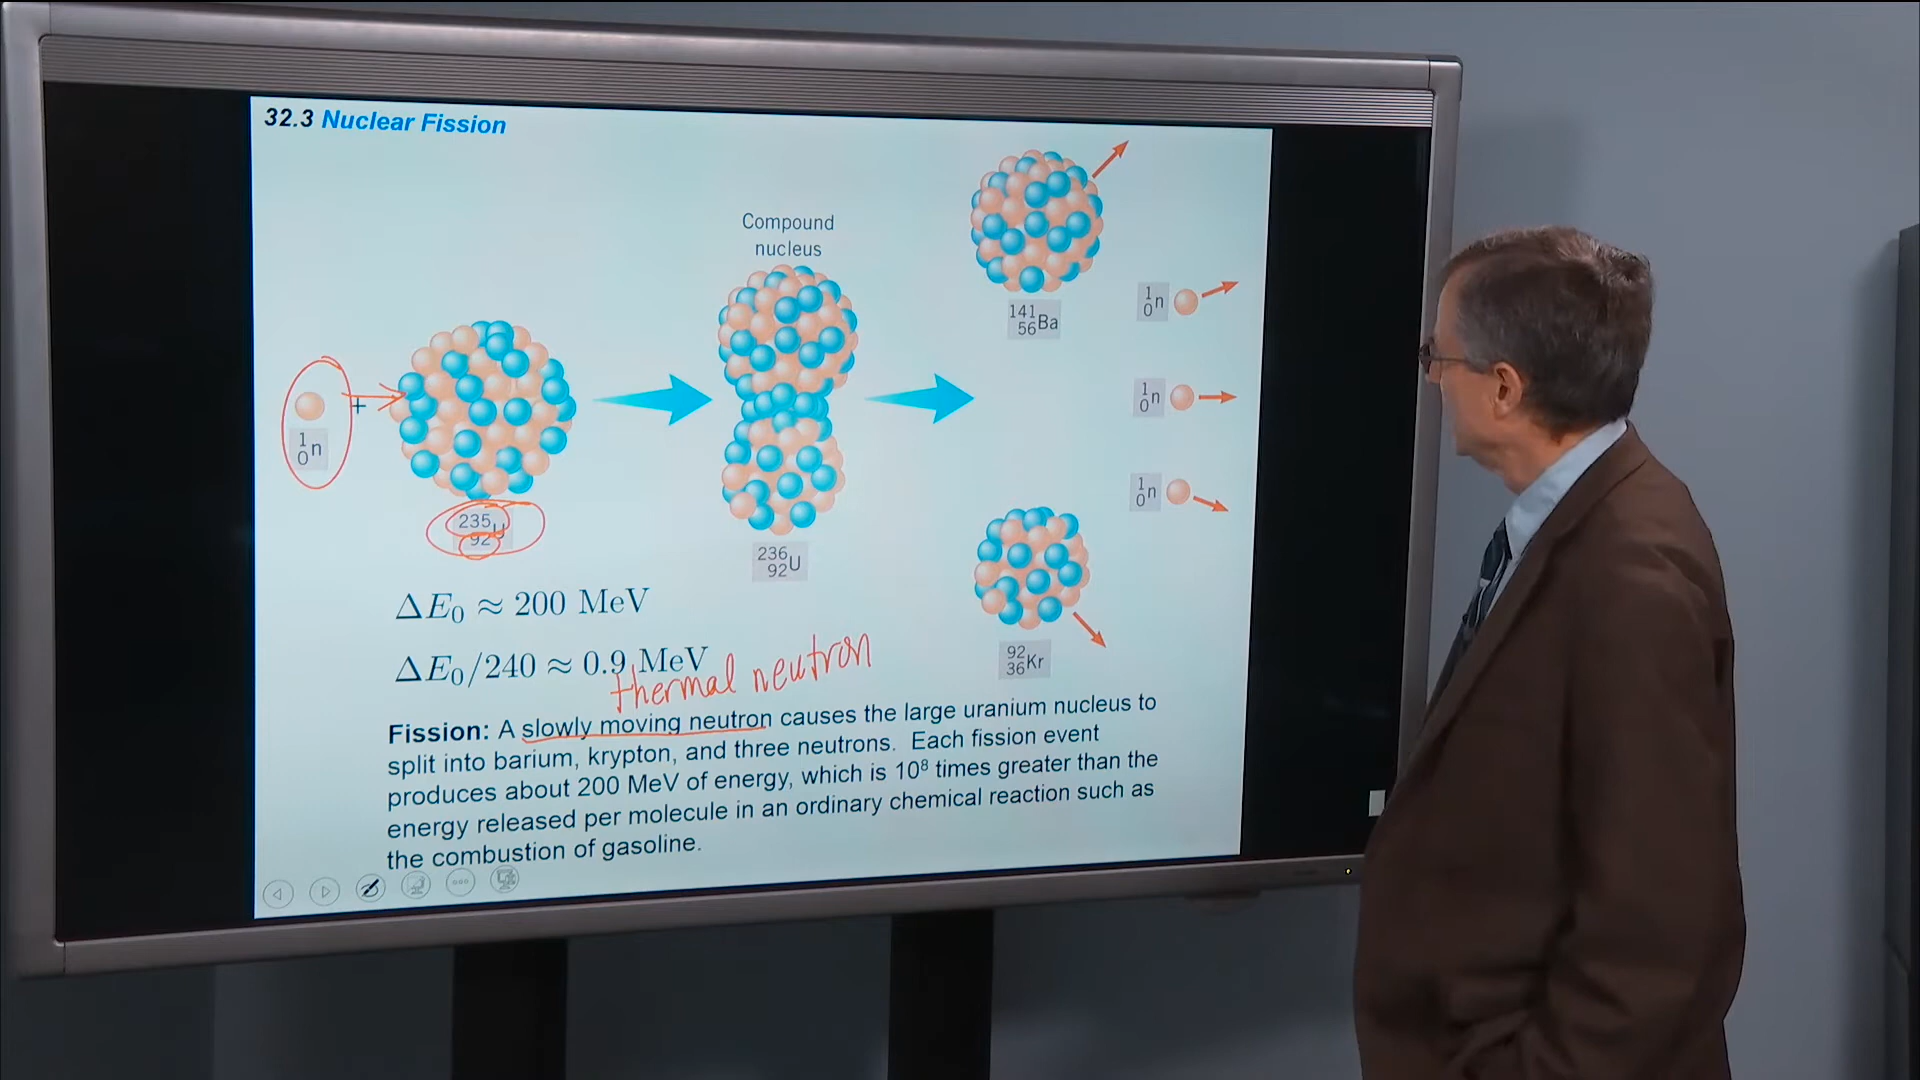 32.3 Nuclear Fission
Compound
nucleus
141
56Ba
1
0n
1
0n
1
0n
+
1
0n
235
92U
236
92U
92
36Kr
ΔE₀ ≈ 200 MeV
ΔE₀/240 ≈ 0.9 MeV
thermal neutron
Fission: A slowly moving neutron causes the large uranium nucleus to
split into barium, krypton, and three neutrons. Each fission event
produces about 200 MeV of energy, which is 10⁸ times greater than the
energy released per molecule in an ordinary chemical reaction such as
the combustion of gasoline.